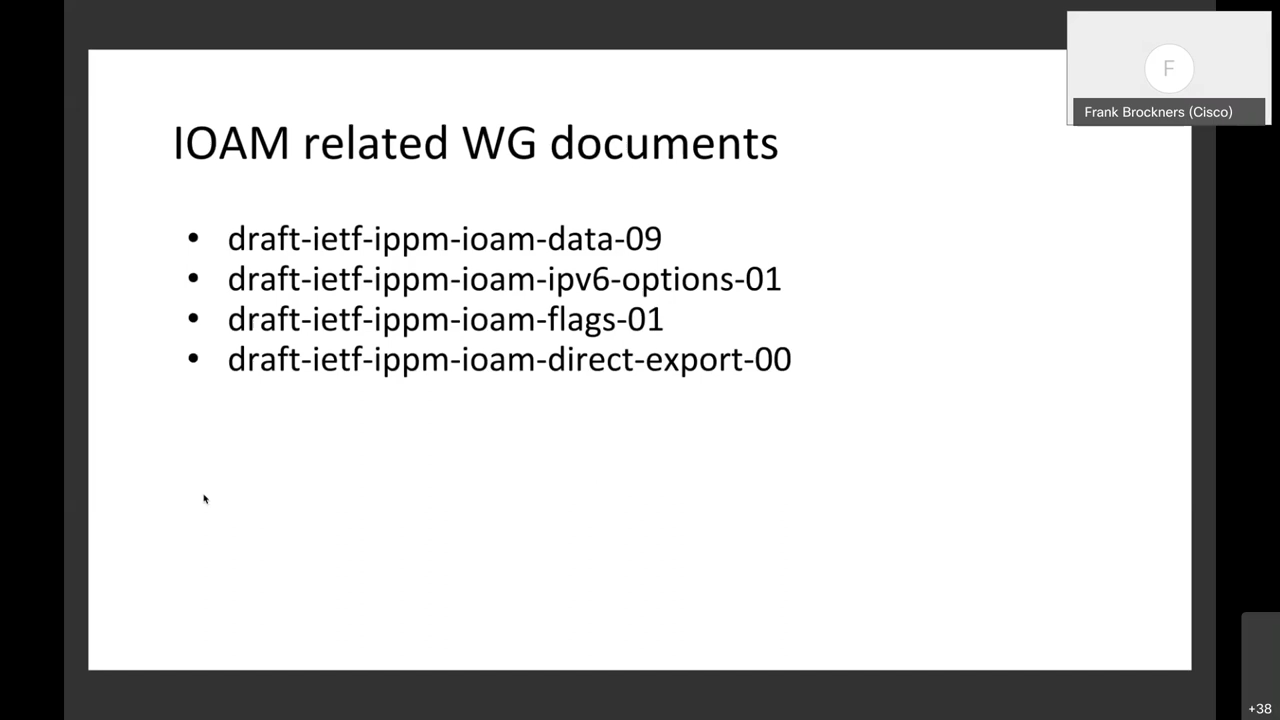 F
Frank Brockners (Cisco)
IOAM related WG documents
• draft-ietf-ippm-ioam-data-09
• draft-ietf-ippm-ioam-ipv6-options-01
• draft-ietf-ippm-ioam-flags-01
• draft-ietf-ippm-ioam-direct-export-00
+38